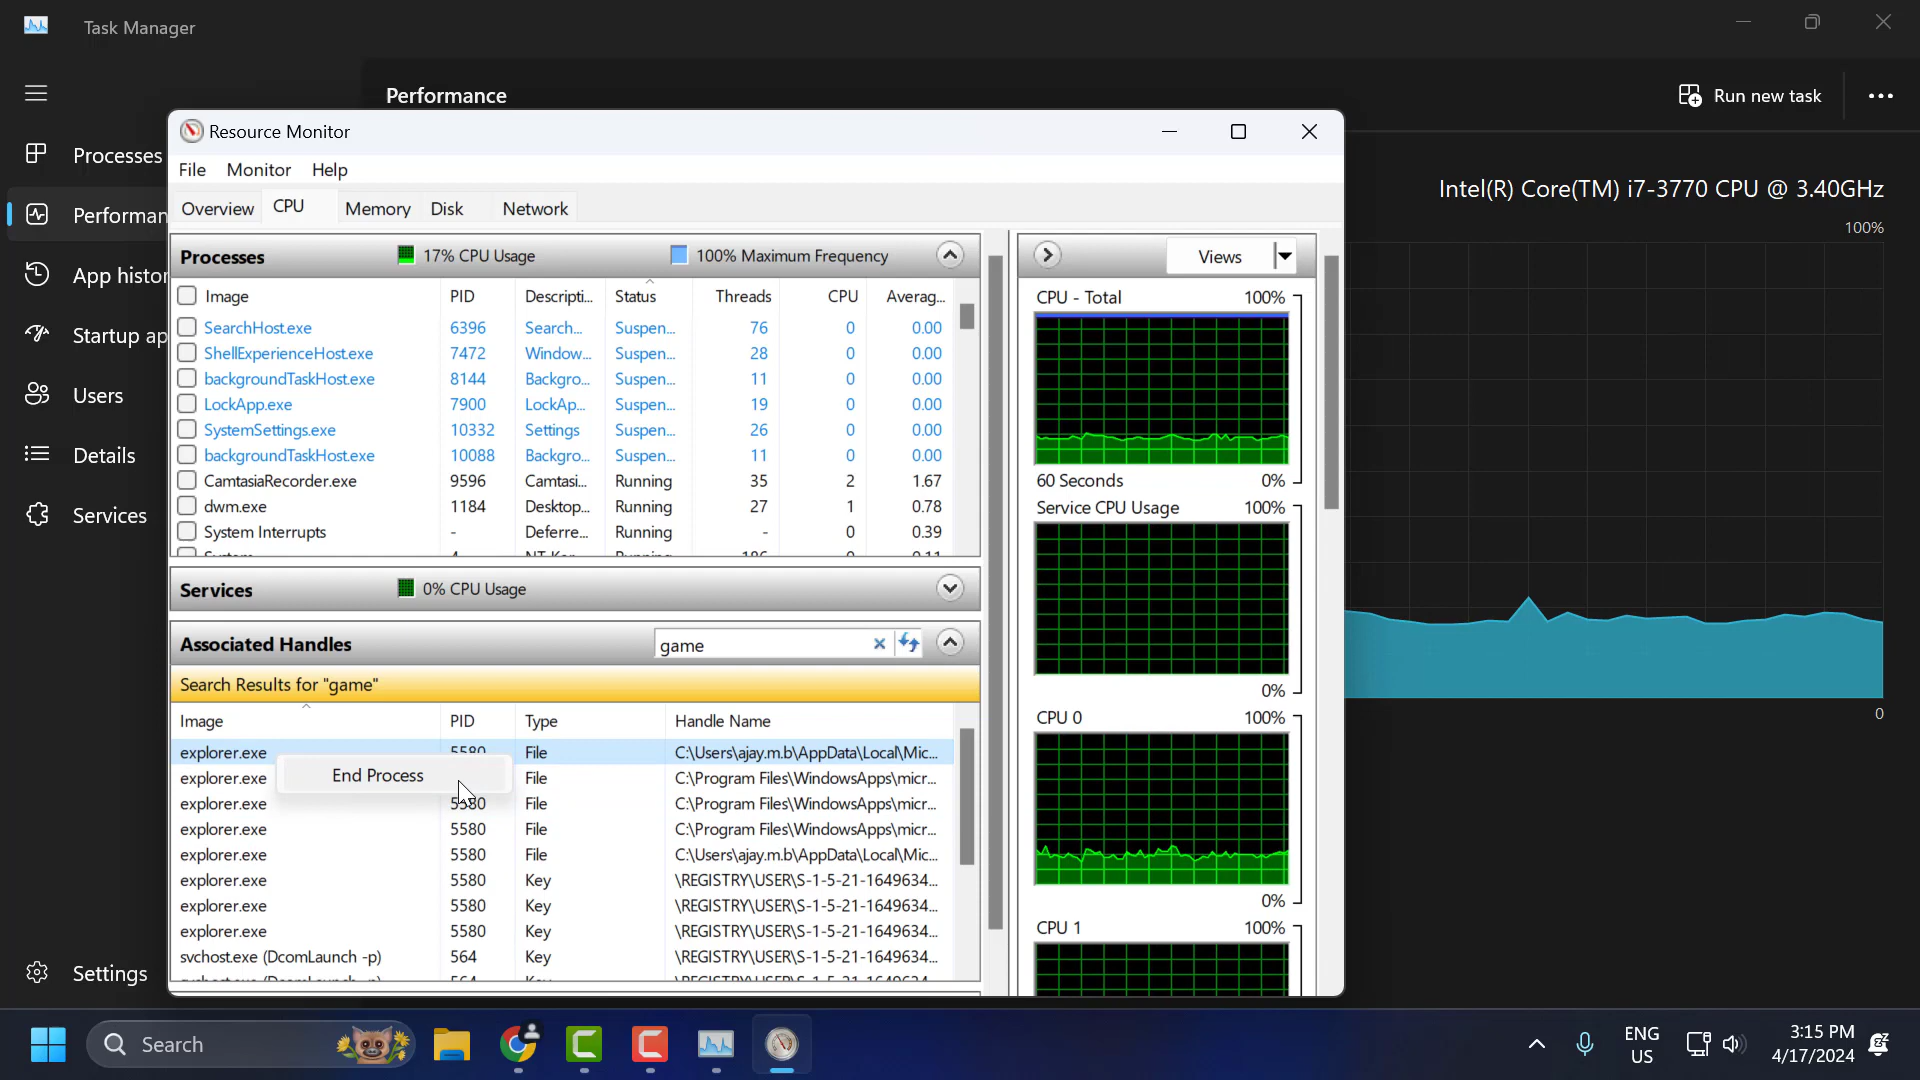 Task Manager
Performance
Run new task
Processes
Performan
App histor
Startup ap
Users
Details
Services
Settings
Intel(R) Core(TM) i7-3770 CPU @ 3.40GHz
100%
0
Resource Monitor
File Monitor Help
Overview CPU Memory Disk Network
Processes 17% CPU Usage 100% Maximum Frequency
Image PID Descripti... Status Threads CPU Averag...
SearchHost.exe 6396 Search... Suspen... 76 0 0.00
ShellExperienceHost.exe 7472 Window... Suspen... 28 0 0.00
backgroundTaskHost.exe 8144 Backgro... Suspen... 11 0 0.00
LockApp.exe 7900 LockAp... Suspen... 19 0 0.00
SystemSettings.exe 10332 Settings Suspen... 26 0 0.00
backgroundTaskHost.exe 10088 Backgro... Suspen... 11 0 0.00
CamtasiaRecorder.exe 9596 Camtasi... Running 35 2 1.67
dwm.exe 1184 Desktop... Running 27 1 0.78
System Interrupts - Deferre... Running - 0 0.39
Services 0% CPU Usage
Associated Handles game
Search Results for "game"
Image PID Type Handle Name
explorer.exe 5580 File C:\Users\ajay.m.b\AppData\Local\Mic...
explorer.exe File C:\Program Files\WindowsApps\micr...
End Process
explorer.exe 5580 File C:\Program Files\WindowsApps\micr...
explorer.exe 5580 File C:\Program Files\WindowsApps\micr...
explorer.exe 5580 File C:\Users\ajay.m.b\AppData\Local\Mic...
explorer.exe 5580 Key \REGISTRY\USER\S-1-5-21-1649634...
explorer.exe 5580 Key \REGISTRY\USER\S-1-5-21-1649634...
explorer.exe 5580 Key \REGISTRY\USER\S-1-5-21-1649634...
svchost.exe (DcomLaunch -p) 564 Key \REGISTRY\USER\S-1-5-21-1649634...
Views
CPU - Total 100%
60 Seconds 0%
Service CPU Usage 100%
0%
CPU 0 100%
0%
CPU 1 100%
Search
ENG
US
3:15 PM
4/17/2024